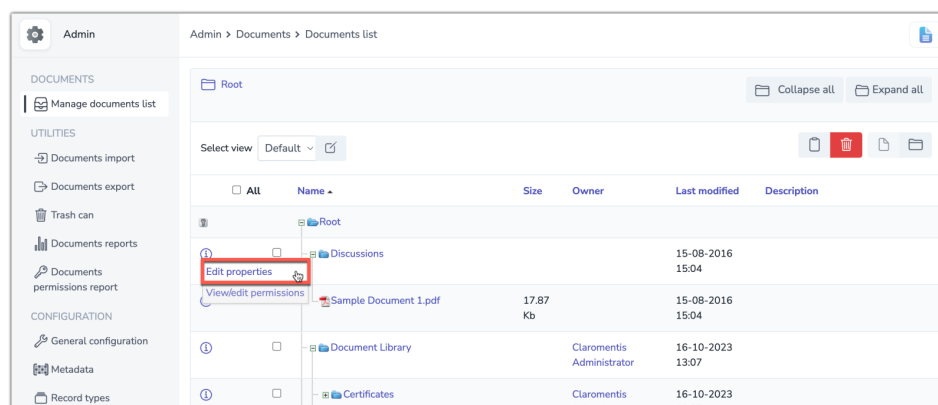 Admin
Admin > Documents > Documents list
DOCUMENTS
Manage documents list
UTILITIES
Documents import
Documents export
Trash can
Documents reports
Documents
permissions report
CONFIGURATION
General configuration
Metadata
Record types
Root
Collapse all
Expand all
Select view
Default
All
Name
Size
Owner
Last modified
Description
Root
Discussions
15-08-2016
15:04
Edit properties
View/edit permissions
Sample Document 1.pdf
17.87
Kb
15-08-2016
15:04
Document Library
Claromentis
Administrator
16-10-2023
13:07
Certificates
Claromentis
16-10-2023